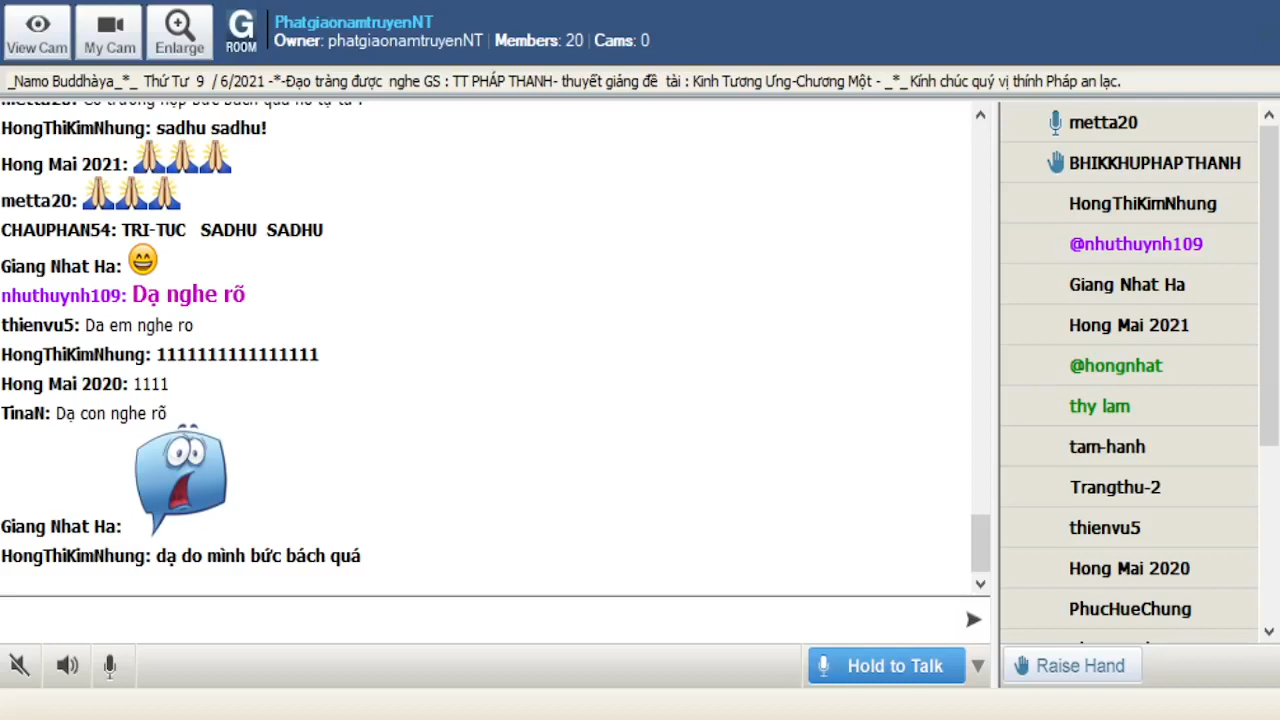 View Cam
My Cam
Enlarge
G
ROOM
PhatgiaonamtruyenNT
Owner: phatgiaonamtruyenNT | Members: 20 | Cams: 0
_Namo Buddhàya_*_ Thứ Tư 9 / 6/2021 -*-Đạo tràng được nghe GS : TT PHÁP THANH- thuyết giảng đề tài : Kinh Tương Ưng-Chương Một - _*_Kính chúc quý vị thính Pháp an lạc.
metta20:
HongThiKimNhung: sadhu sadhu!
Hong Mai 2021:
metta20:
CHAUPHAN54: TRI-TUC SADHU SADHU
Giang Nhat Ha:
nhuthuynh109: Dạ nghe rõ
thienvu5: Da em nghe ro
HongThiKimNhung: 1111111111111111
Hong Mai 2020: 1111
TinaN: Dạ con nghe rõ
Giang Nhat Ha:
HongThiKimNhung: dạ do mình bức bách quá
Hold to Talk
metta20
BHIKKHUPHAPTHANH
HongThiKimNhung
@nhuthuynh109
Giang Nhat Ha
Hong Mai 2021
@hongnhat
thy lam
tam-hanh
Trangthu-2
thienvu5
Hong Mai 2020
PhucHueChung
Raise Hand